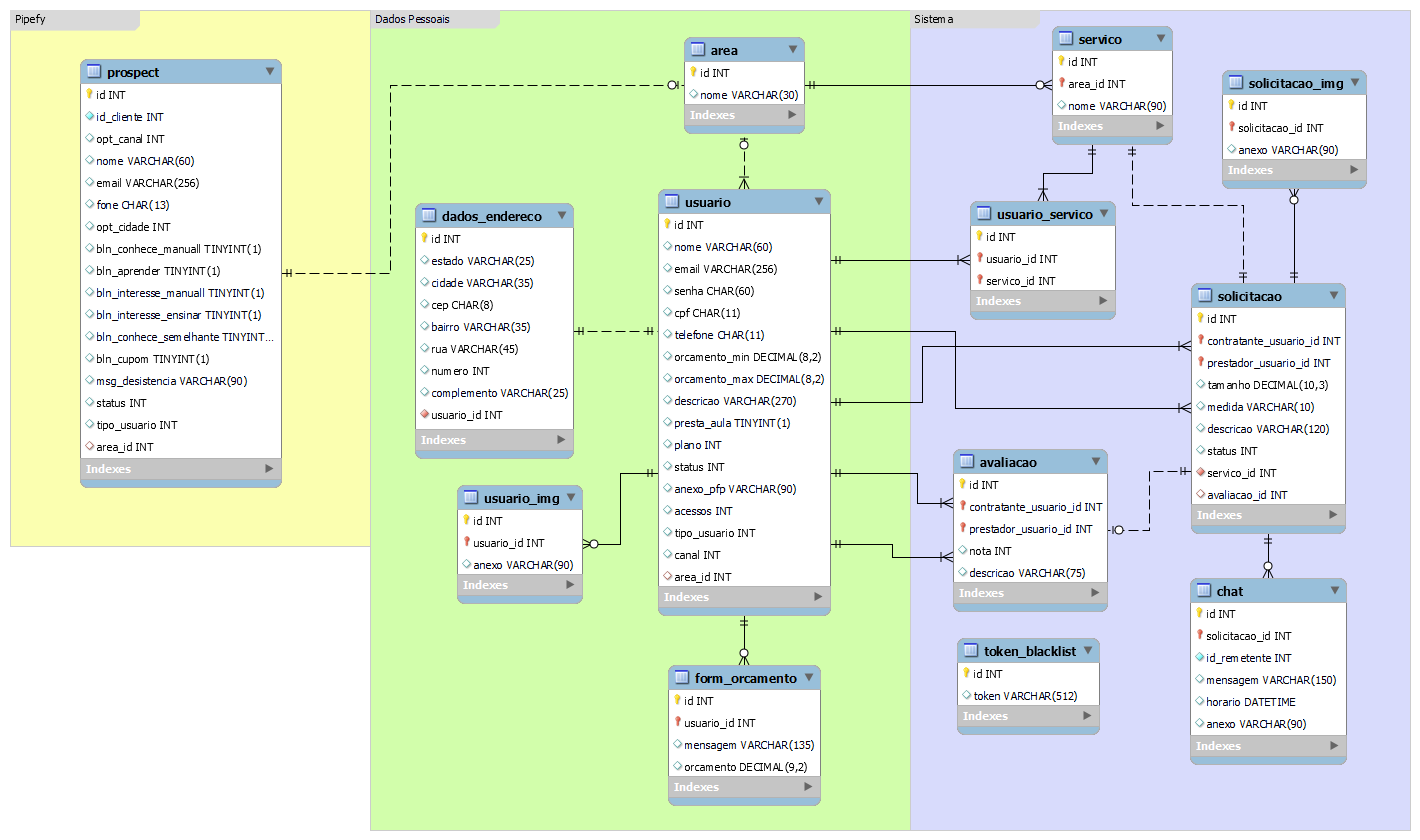 Pipefy
prospect
id INT
id_cliente INT
opt_canal INT
nome VARCHAR(60)
email VARCHAR(256)
fone CHAR(13)
opt_cidade INT
bln_conhece_manuall TINYINT(1)
bln_aprender TINYINT(1)
bln_interesse_manuall TINYINT(1)
bln_interesse_ensinar TINYINT(1)
bln_conhece_semelhante TINYINT...
bln_cupom TINYINT(1)
msg_desistencia VARCHAR(90)
status INT
tipo_usuario INT
area_id INT
Indexes
Dados Pessoais
area
id INT
nome VARCHAR(30)
Indexes
dados_endereco
id INT
estado VARCHAR(25)
cidade VARCHAR(35)
cep CHAR(8)
bairro VARCHAR(35)
rua VARCHAR(45)
numero INT
complemento VARCHAR(25)
usuario_id INT
Indexes
usuario
id INT
nome VARCHAR(60)
email VARCHAR(256)
senha CHAR(60)
cpf CHAR(11)
telefone CHAR(11)
orcamento_min DECIMAL(8,2)
orcamento_max DECIMAL(8,2)
descricao VARCHAR(270)
presta_aula TINYINT(1)
plano INT
status INT
anexo_pfp VARCHAR(90)
acessos INT
tipo_usuario INT
canal INT
area_id INT
Indexes
usuario_img
id INT
usuario_id INT
anexo VARCHAR(90)
Indexes
form_orcamento
id INT
usuario_id INT
mensagem VARCHAR(135)
orcamento DECIMAL(9,2)
Indexes
Sistema
servico
id INT
area_id INT
nome VARCHAR(90)
Indexes
solicitacao_img
id INT
solicitacao_id INT
anexo VARCHAR(90)
Indexes
usuario_servico
id INT
usuario_id INT
servico_id INT
Indexes
solicitacao
id INT
contratante_usuario_id INT
prestador_usuario_id INT
tamanho DECIMAL(10,3)
medida VARCHAR(10)
descricao VARCHAR(120)
status INT
servico_id INT
avaliacao_id INT
Indexes
avaliacao
id INT
contratante_usuario_id INT
prestador_usuario_id INT
nota INT
descricao VARCHAR(75)
Indexes
token_blacklist
id INT
token VARCHAR(512)
Indexes
chat
id INT
solicitacao_id INT
id_remetente INT
mensagem VARCHAR(150)
horario DATETIME
anexo VARCHAR(90)
Indexes